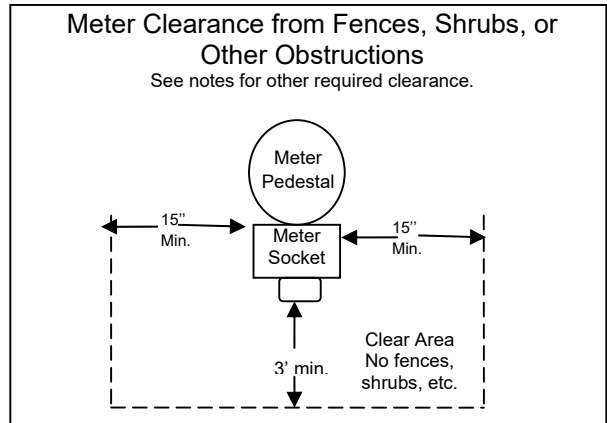 Meter Clearance from Fences, Shrubs, or
Other Obstructions
See notes for other required clearance.
Meter
Pedestal
15''
Min.
Meter
Socket
15''
Min.
3' min.
Clear Area
No fences,
shrubs, etc.